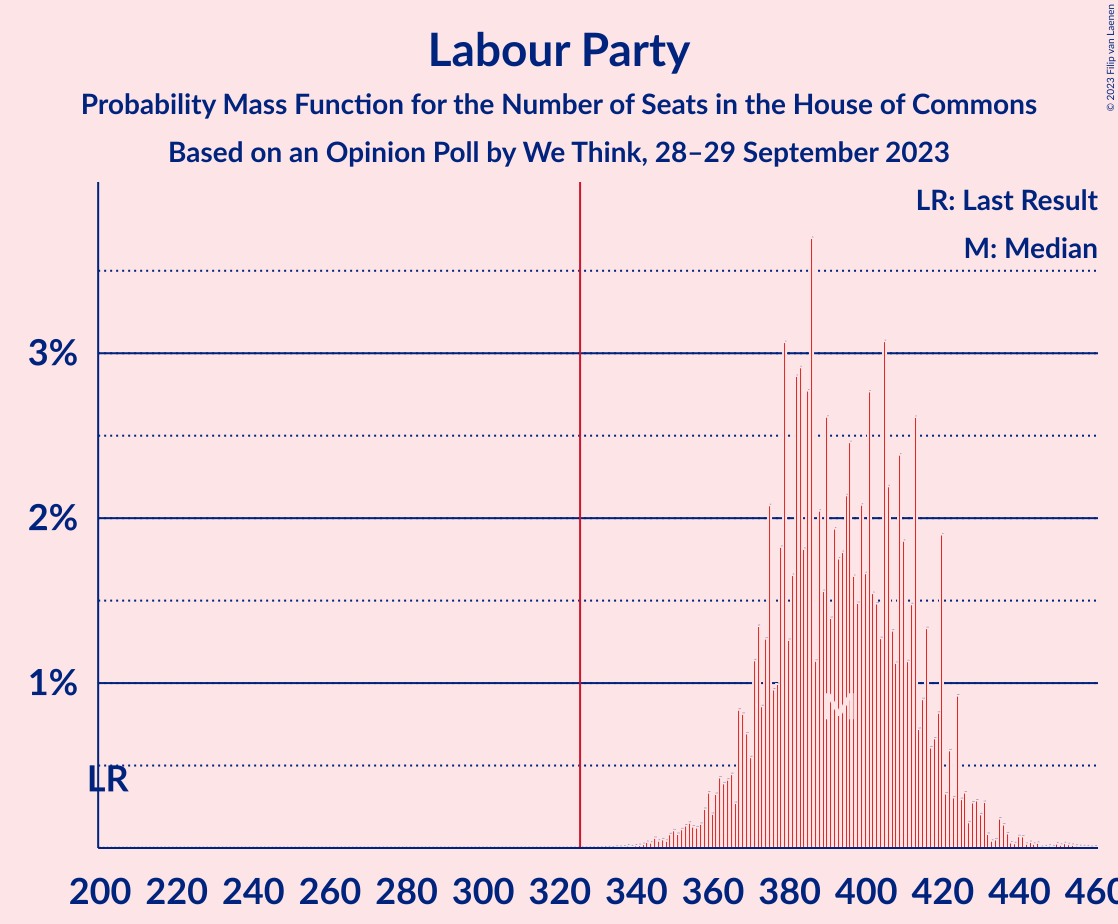 Labour Party
Probability Mass Function for the Number of Seats in the House of Commons
Based on an Opinion Poll by We Think, 28–29 September 2023
© 2023 Filip van Laenen
LR: Last Result
M: Median
3%
2%
1%
M
LR
200 220 240 260 280 300 320 340 360 380 400 420 440 460